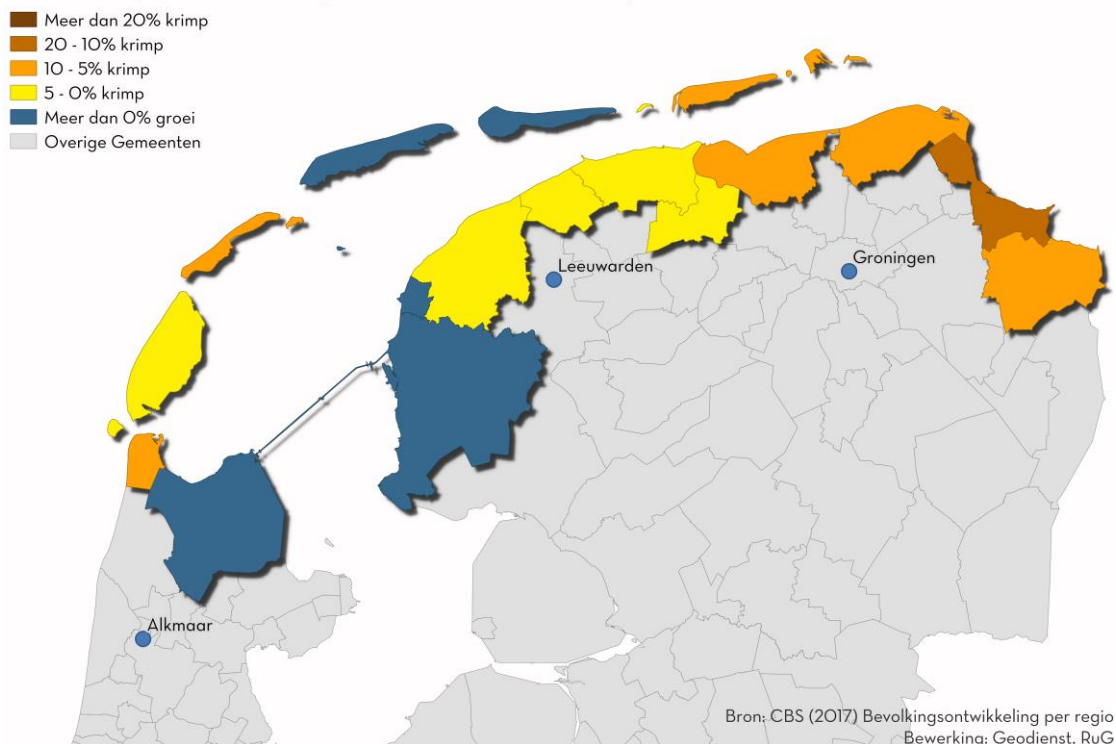 Meer dan 20% krimp
20 - 10% krimp
10 - 5% krimp
5 - 0% krimp
Meer dan 0% groei
Overige Gemeenten
Leeuwarden
Groningen
Alkmaar
Bron: CBS (2017) Bevolkingsontwikkeling per regio
Bewerking: Geodienst, RuG